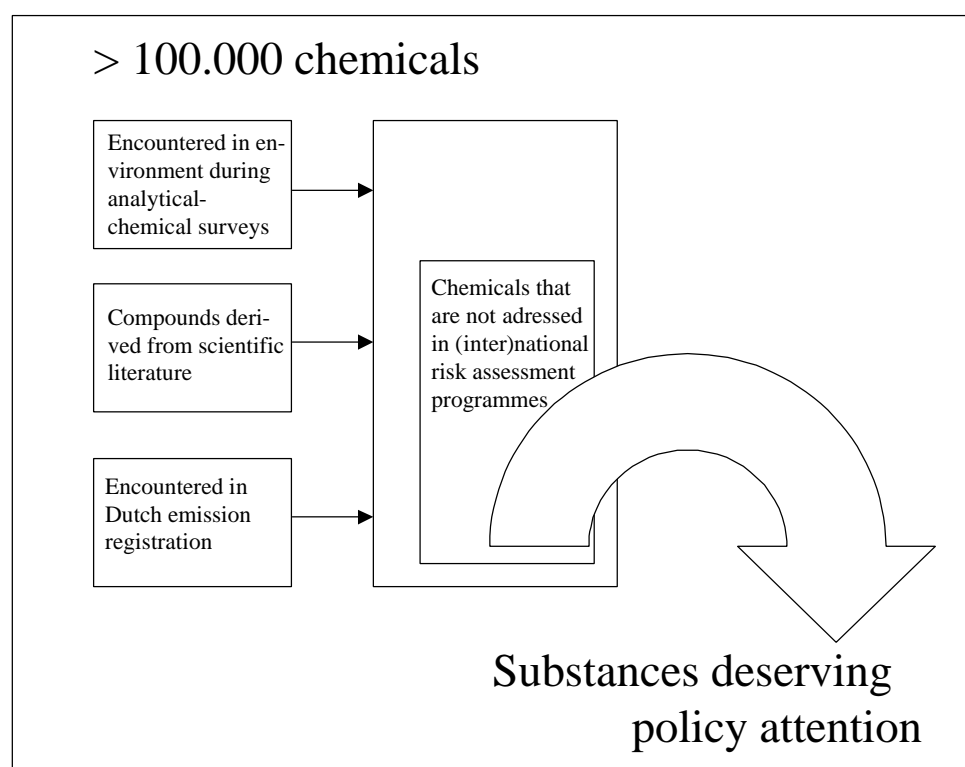 > 100.000 chemicals
Encountered in en-
vironment during
analytical-
chemical surveys
Compounds deri-
ved from scientific
literature
Encountered in
Dutch emission
registration
Chemicals that
are not adressed
in (inter)national
risk assessment
programmes
Substances deserving
policy attention